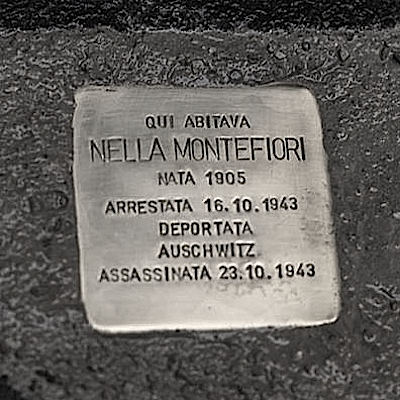 QUI ABITAVA
NELLA MONTEFIORI
NATA 1905
ARRESTATA 16.10.1943
DEPORTATA
AUSCHWITZ
ASSASSINATA 23.10.1943